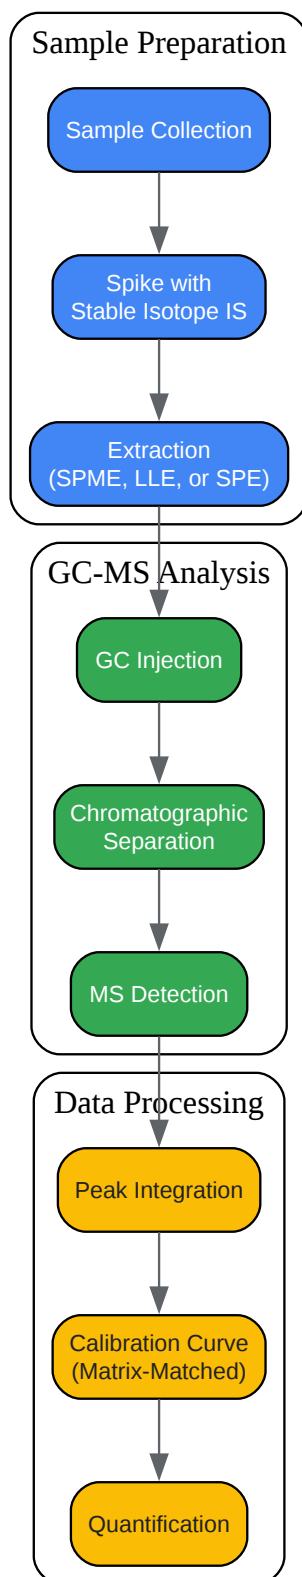 Sample Preparation
Sample Collection
Spike with
Stable Isotope IS
Extraction
(SPME, LLE, or SPE)
GC-MS Analysis
GC Injection
Chromatographic
Separation
MS Detection
Data Processing
Peak Integration
Calibration Curve
(Matrix-Matched)
Quantification